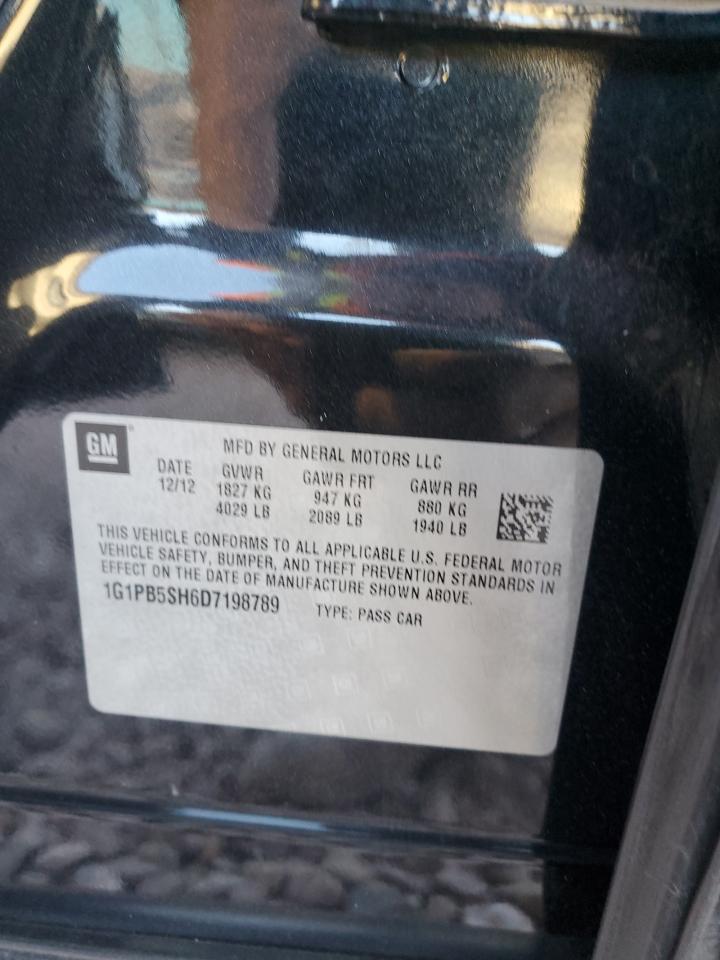 GM
MFD BY GENERAL MOTORS LLC
DATE GVWR GAWR FRT GAWR RR
12/12 1827 KG 947 KG 880 KG
4029 LB 2089 LB 1940 LB
THIS VEHICLE CONFORMS TO ALL APPLICABLE U.S. FEDERAL MOTOR
VEHICLE SAFETY, BUMPER, AND THEFT PREVENTION STANDARDS IN
EFFECT ON THE DATE OF MANUFACTURE SHOWN ABOVE.
1G1PB5SH6D7198789 TYPE: PASS CAR